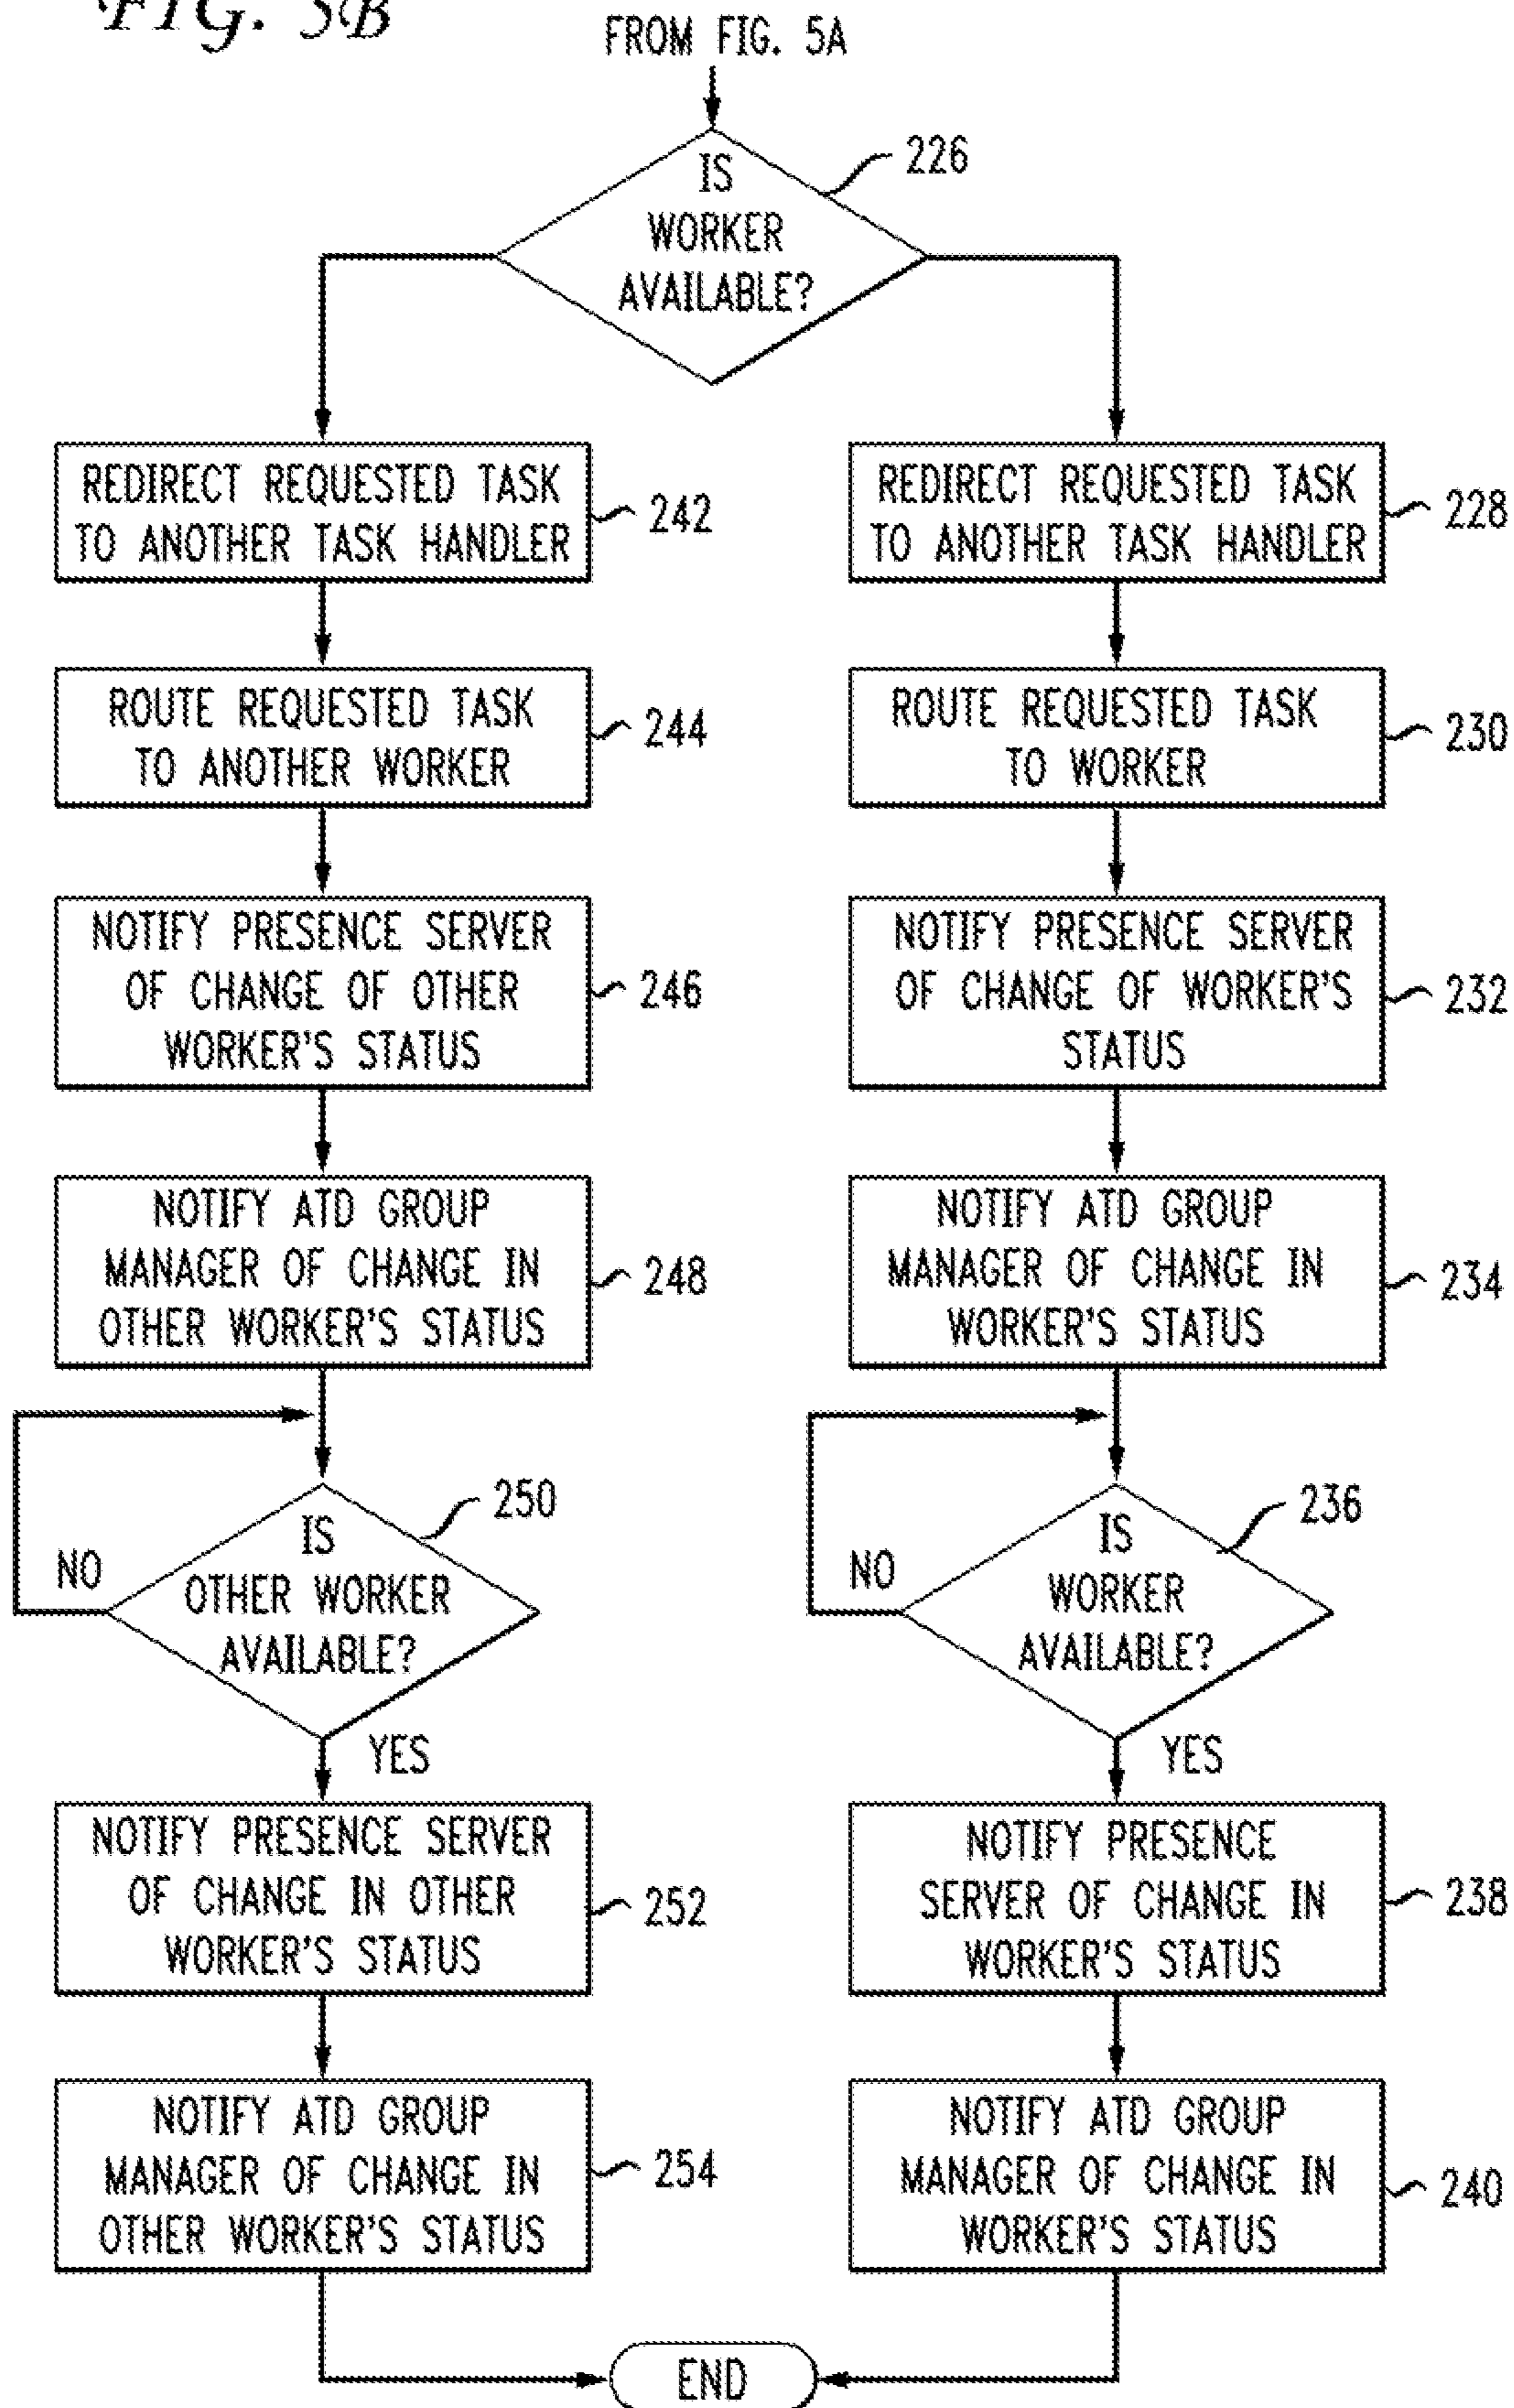 FIG. 5B
FROM FIG. 5A
IS
WORKER
AVAILABLE?
226
REDIRECT REQUESTED TASK
TO ANOTHER TASK HANDLER
242
ROUTE REQUESTED TASK
TO ANOTHER WORKER
244
NOTIFY PRESENCE SERVER
OF CHANGE OF OTHER
WORKER'S STATUS
246
NOTIFY ATD GROUP
MANAGER OF CHANGE IN
OTHER WORKER'S STATUS
248
IS
OTHER WORKER
AVAILABLE?
250
NO
YES
NOTIFY PRESENCE SERVER
OF CHANGE IN OTHER
WORKER'S STATUS
252
NOTIFY ATD GROUP
MANAGER OF CHANGE IN
OTHER WORKER'S STATUS
254
REDIRECT REQUESTED TASK
TO ANOTHER TASK HANDLER
228
ROUTE REQUESTED TASK
TO WORKER
230
NOTIFY PRESENCE SERVER
OF CHANGE OF WORKER'S
STATUS
232
NOTIFY ATD GROUP
MANAGER OF CHANGE IN
WORKER'S STATUS
234
IS
WORKER
AVAILABLE?
236
NO
YES
NOTIFY PRESENCE
SERVER OF CHANGE IN
WORKER'S STATUS
238
NOTIFY ATD GROUP
MANAGER OF CHANGE IN
WORKER'S STATUS
240
END